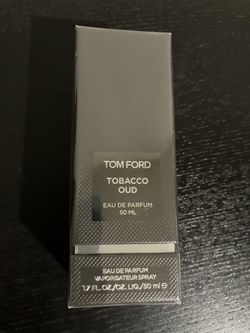 TOM FORD
TOBACCO
OUD
EAU DE PARFUM
50 ML
EAU DE PARFUM
VAPORISATEUR SPRAY
1.7 FL. OZ./OZ. LIQ./50 ml ℮